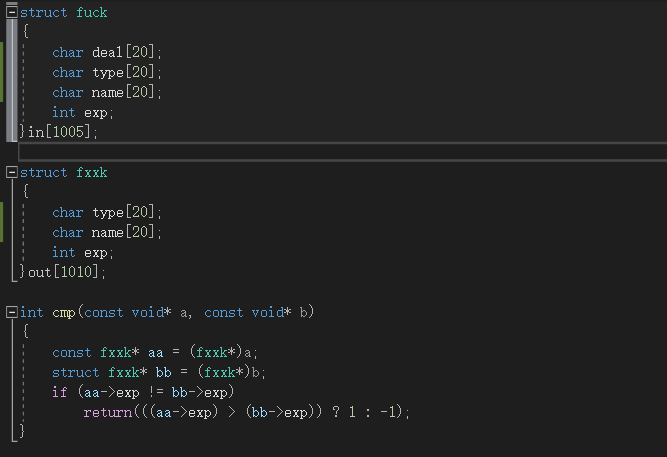 struct fuck
{
char deal[20];
char type[20];
char name[20];
int exp;
}in[1005];
struct fxxk
{
char type[20];
char name[20];
int exp;
}out[1010];
int cmp(const void* a, const void* b)
{
const fxxk* aa = (fxxk*)a;
struct fxxk* bb = (fxxk*)b;
if (aa->exp != bb->exp)
return(((aa->exp) > (bb->exp)) ? 1 : -1);
}